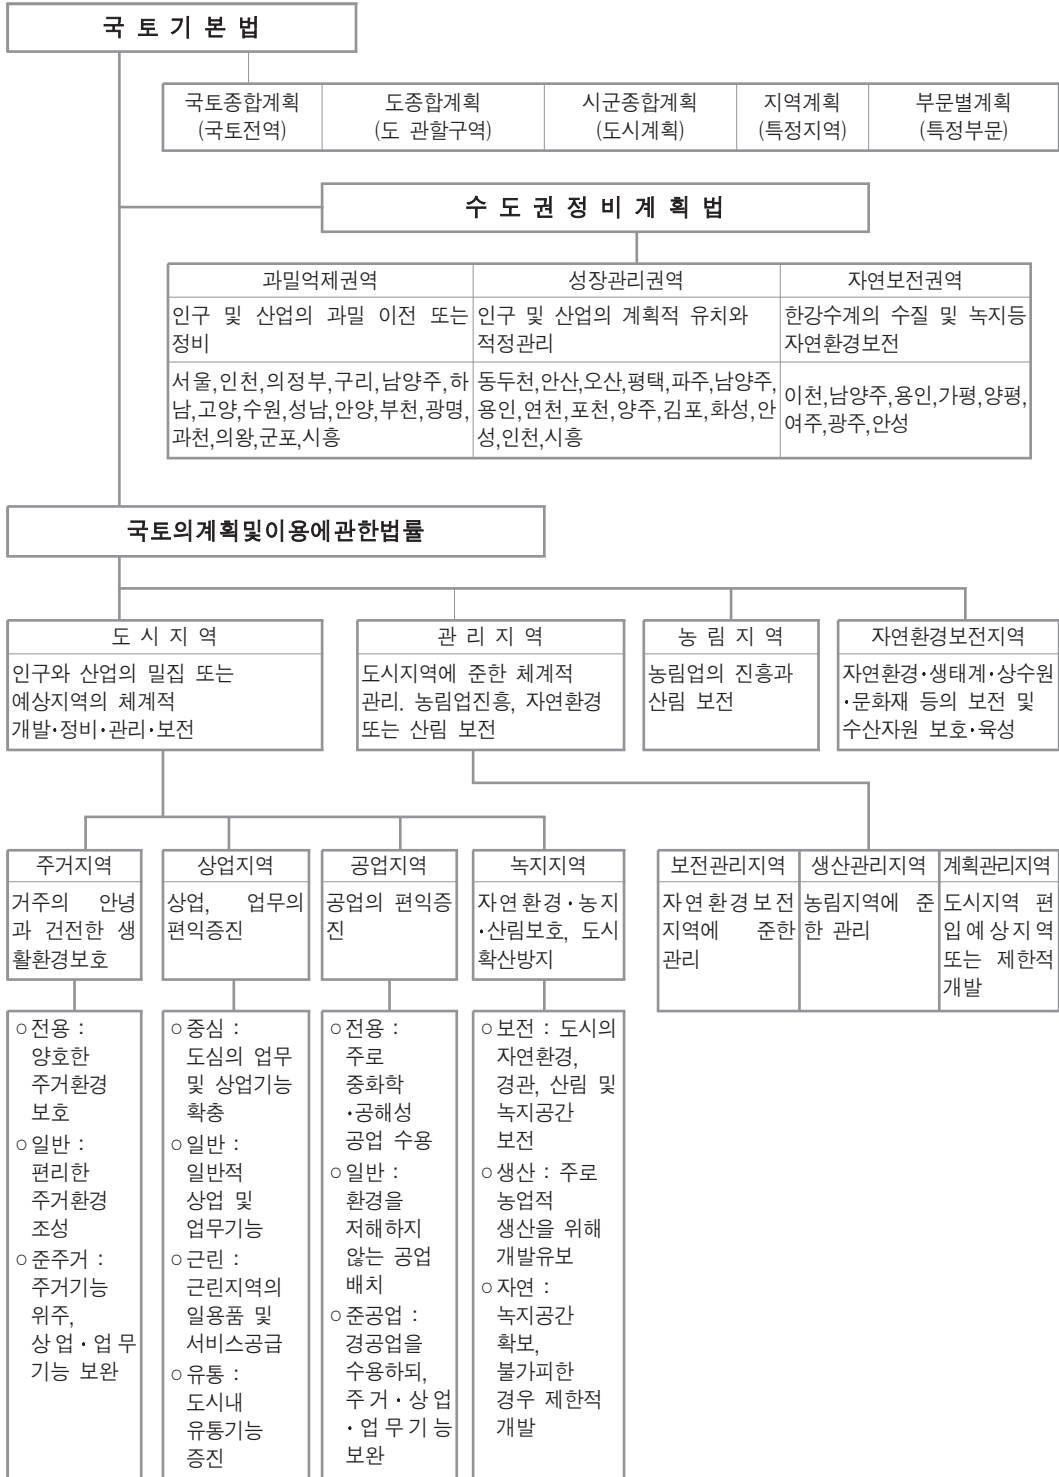 국 토 기 본 법
국토종합계획
(국토전역)
도종합계획
(도 관할구역)
시군종합계획
(도시계획)
지역계획
(특정지역)
부문별계획
(특정부문)
수 도 권 정 비 계 획 법
과밀억제권역
인구 및 산업의 과밀 이전 또는
정비
서울,인천,의정부,구리,남양주,하
남,고양,수원,성남,안양,부천,광명,
과천,의왕,군포,시흥
성장관리권역
인구 및 산업의 계획적 유치와
적정관리
동두천,안산,오산,평택,파주,남양주,
용인,연천,포천,양주,김포,화성,안
성,인천,시흥
자연보전권역
한강수계의 수질 및 녹지등
자연환경보전
이천,남양주,용인,가평,양평,
여주,광주,안성
국토의계획및이용에관한법률
도 시 지 역
인구와 산업의 밀집 또는
예상지역의 체계적
개발·정비·관리·보전
관 리 지 역
도시지역에 준한 체계적
관리. 농림업진흥, 자연환경
또는 산림 보전
농 림 지 역
농림업의 진흥과
산림 보전
자연환경보전지역
자연환경·생태계·상수원
·문화재 등의 보전 및
수산자원 보호·육성
주거지역
거주의 안녕
과 건전한 생
활환경보호
상업지역
상업, 업무의
편익증진
공업지역
공업의 편익증
진
녹지지역
자연환경·농지
·산림보호, 도시
확산방지
보전관리지역
자연환경보전
지역에 준한
관리
생산관리지역
농림지역에 준
한 관리
계획관리지역
도시지역 편
입예상지역
또는 제한적
개발
○전용 :
양호한
주거환경
보호
○일반 :
편리한
주거환경
조성
○준주거 :
주거기능
위주,
상업·업무
기능 보완
○중심 :
도심의 업무
및 상업기능
확충
○일반 :
일반적
상업 및
업무기능
○근린 :
근린지역의
일용품 및
서비스공급
○유통 :
도시내
유통기능
증진
○전용 :
주로
중화학
·공해성
공업 수용
○일반 :
환경을
저해하지
않는 공업
배치
○준공업 :
경공업을
수용하되,
주거·상업
·업무기능
보완
○보전 : 도시의
자연환경,
경관, 산림 및
녹지공간
보전
○생산 : 주로
농업적
생산을 위해
개발유보
○자연 :
녹지공간
확보,
불가피한
경우 제한적
개발